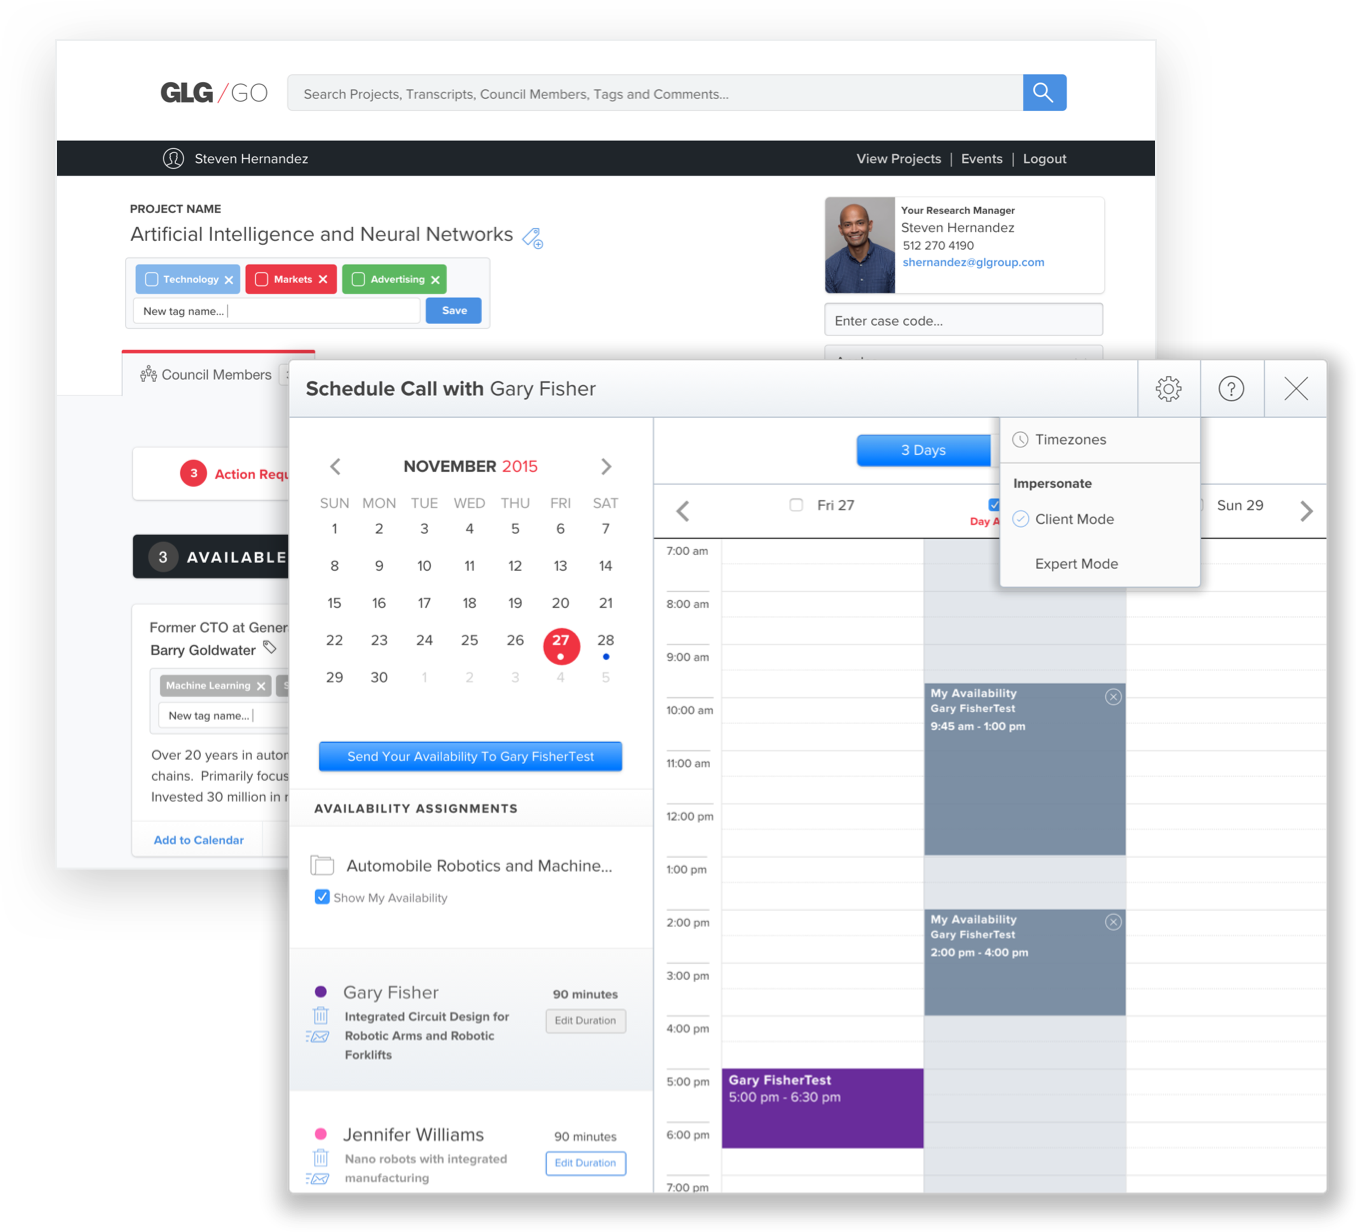 GLG/GO
Search Projects, Transcripts, Council Members, Tags and Comments...
Steven Hernandez
View Projects | Events | Logout
PROJECT NAME
Artificial Intelligence and Neural Networks
Technology X
Markets X
Advertising X
New tag name...
Save
Your Research Manager
Steven Hernandez
512 270 4190
shernandez@glgroup.com
Enter case code...
Council Members
3 Action Requ
3 AVAILABLE
Former CTO at Gener
Barry Goldwater
Machine Learning X
S
New tag name...
Over 20 years in auto
chains. Primarily focus
Invested 30 million in
Add to Calendar
Schedule Call with Gary Fisher
?
Timezones
Impersonate
Client Mode
Expert Mode
NOVEMBER 2015
SUN MON TUE WED THU FRI SAT
1 2 3 4 5 6 7
8 9 10 11 12 13 14
15 16 17 18 19 20 21
22 23 24 25 26 27 28
29 30 1 2 3 4 5
Send Your Availability To Gary FisherTest
AVAILABILITY ASSIGNMENTS
Automobile Robotics and Machine...
Show My Availability
Gary Fisher
90 minutes
Integrated Circuit Design for
Robotic Arms and Robotic
Forklifts
Edit Duration
Jennifer Williams
90 minutes
Nano robots with integrated
manufacturing
Edit Duration
3 Days
Fri 27
Day A
Sun 29
7:00 am
8:00 am
9:00 am
10:00 am
11:00 am
12:00 pm
1:00 pm
2:00 pm
3:00 pm
4:00 pm
5:00 pm
6:00 pm
7:00 pm
My Availability
Gary FisherTest
9:45 am - 1:00 pm
My Availability
Gary FisherTest
2:00 pm - 4:00 pm
Gary FisherTest
5:00 pm - 6:30 pm